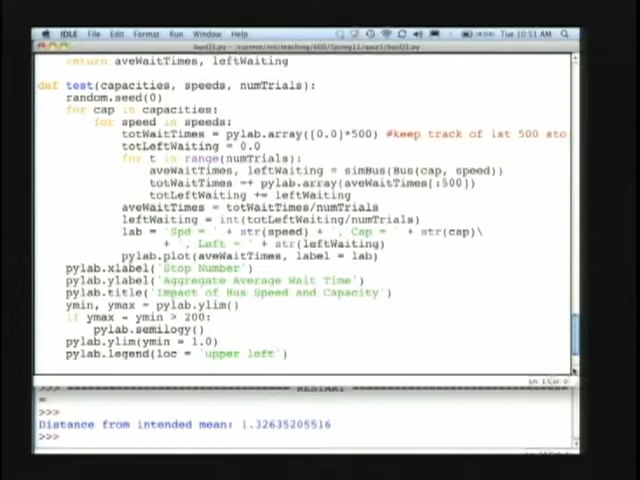 IDLE File Edit Format Run Windows Help Tue 10:51 AM
return aveWaitTimes, leftWaiting
def test(capacities, speeds, numTrials):
random.seed(0)
for cap in capacities:
for speed in speeds:
totWaitTimes = pylab.array([0.0]*500) #keep track of 1st 500 sto
totLeftWaiting = 0.0
for t in range(numTrials):
aveWaitTimes, leftWaiting = simBus(Bus(cap, speed))
totWaitTimes += pylab.array(aveWaitTimes[:500])
totLeftWaiting += leftWaiting
aveWaitTimes = totWaitTimes/numTrials
leftWaiting = int(totLeftWaiting/numTrials)
lab = 'Spd = ' + str(speed) + ', Cap = ' + str(cap)\
+ ', Left = ' + str(leftWaiting)
pylab.plot(aveWaitTimes, label = lab)
pylab.xlabel('Stop Number')
pylab.ylabel('Aggregate Average Wait Time')
pylab.title('Impact of Bus Speed and Capacity')
ymin, ymax = pylab.ylim()
if ymax - ymin > 200:
pylab.semilogy()
pylab.ylim(ymin = 1.0)
pylab.legend(loc = 'upper left')
>>> RESTART
=
>>>
Distance from intended mean: 1.32635205516
>>>